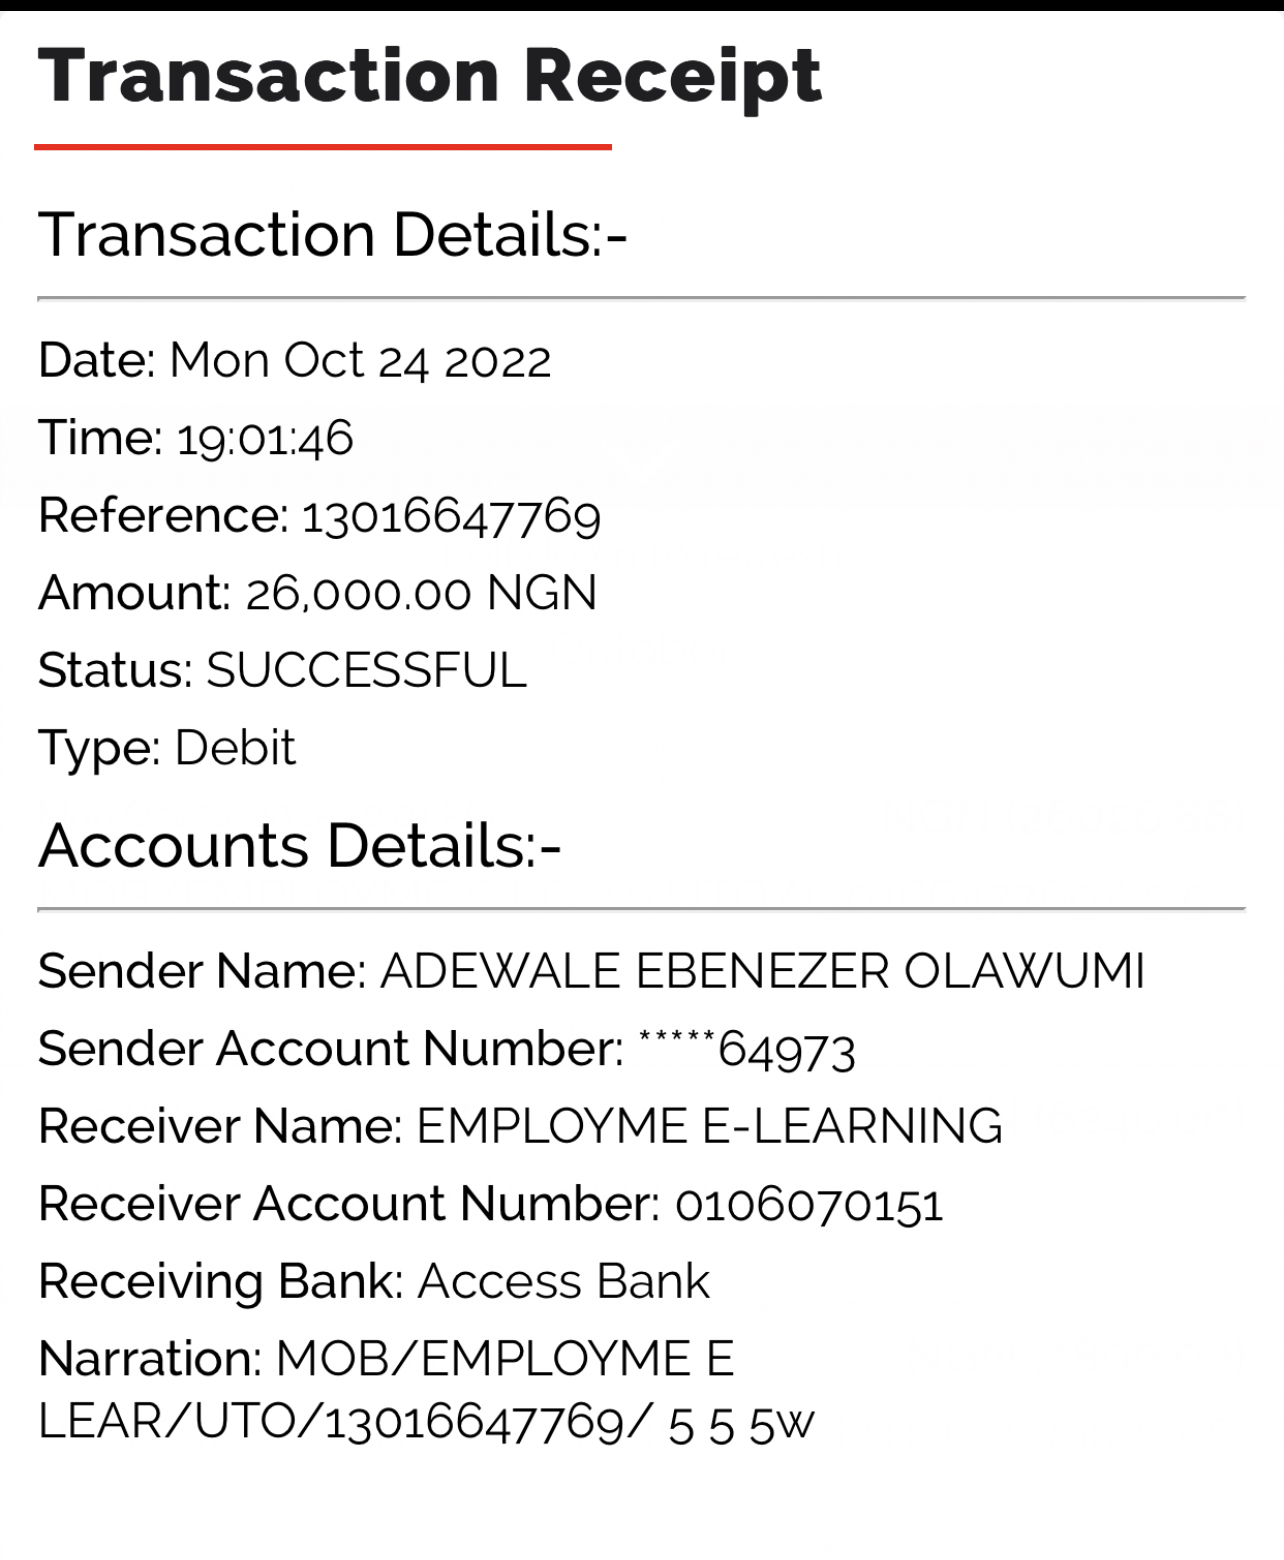 Transaction Receipt
Transaction Details:-
Date: Mon Oct 24 2022
Time: 19:01:46
Reference: 13016647769
Amount: 26,000.00 NGN
Status: SUCCESSFUL
Type: Debit
Accounts Details:-
Sender Name: ADEWALE EBENEZER OLAWUMI
Sender Account Number: *****64973
Receiver Name: EMPLOYME E-LEARNING
Receiver Account Number: 0106070151
Receiving Bank: Access Bank
Narration: MOB/EMPLOYME E
LEAR/UTO/13016647769/ 5 5 5w